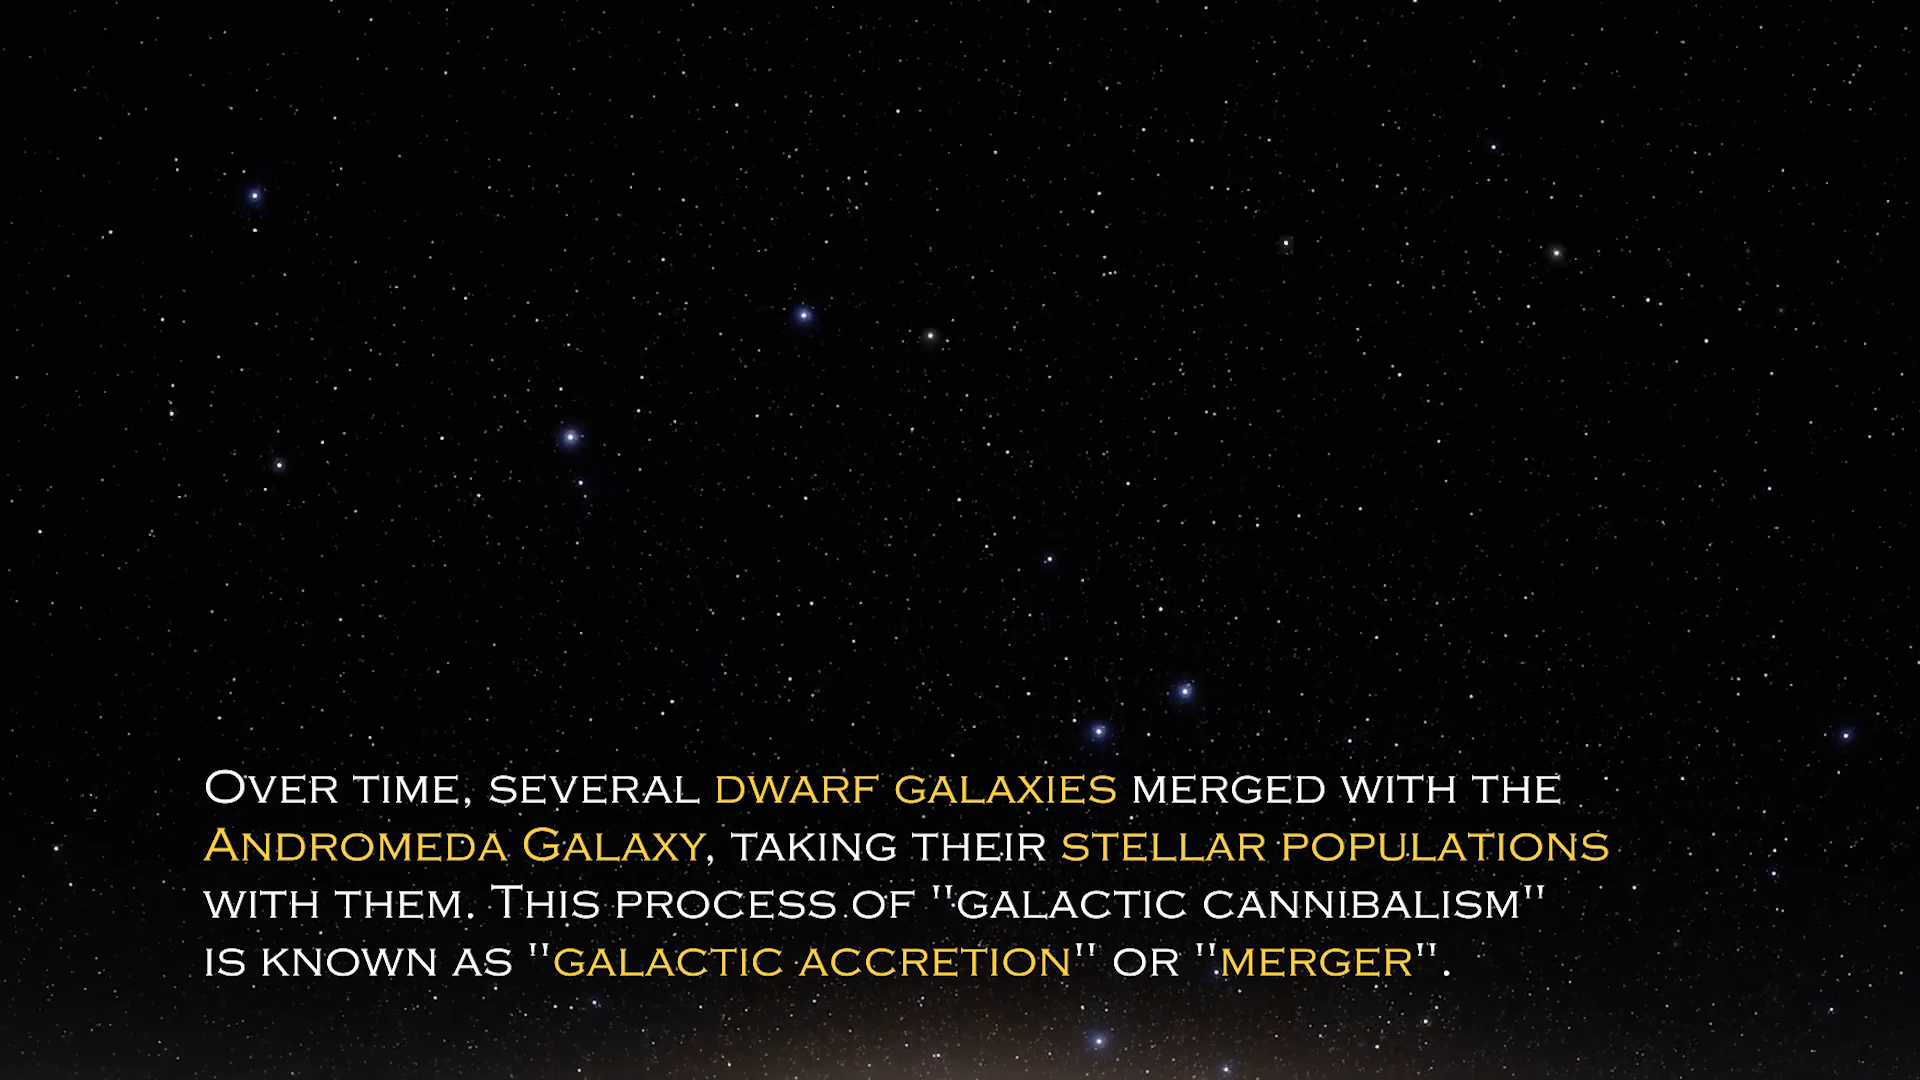 Over time, several dwarf galaxies merged with the
Andromeda Galaxy, taking their stellar populations
with them. This process of "galactic cannibalism"
is known as "galactic accretion" or "merger".